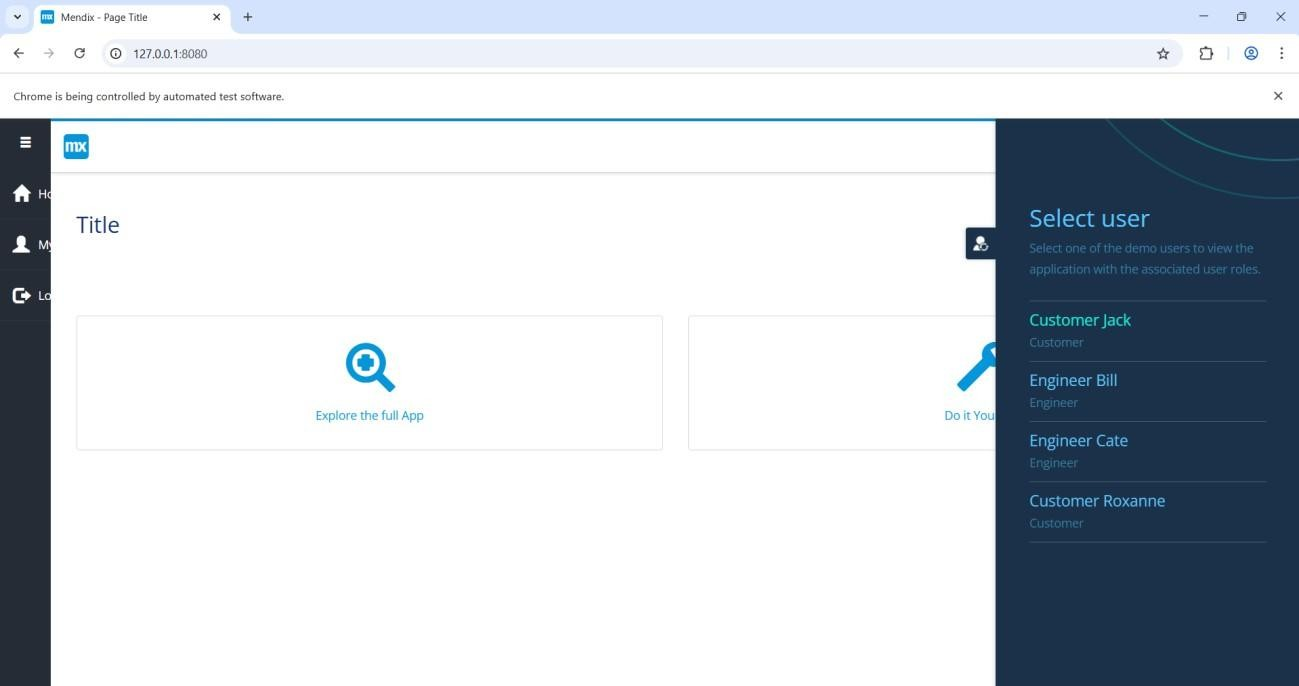 Mendix - Page Title
127.0.0.1:8080
Chrome is being controlled by automated test software.
mx
Ho
My
Lo
Title
Explore the full App
Do it You
Select user
Select one of the demo users to view the
application with the associated user roles.
Customer Jack
Customer
Engineer Bill
Engineer
Engineer Cate
Engineer
Customer Roxanne
Customer